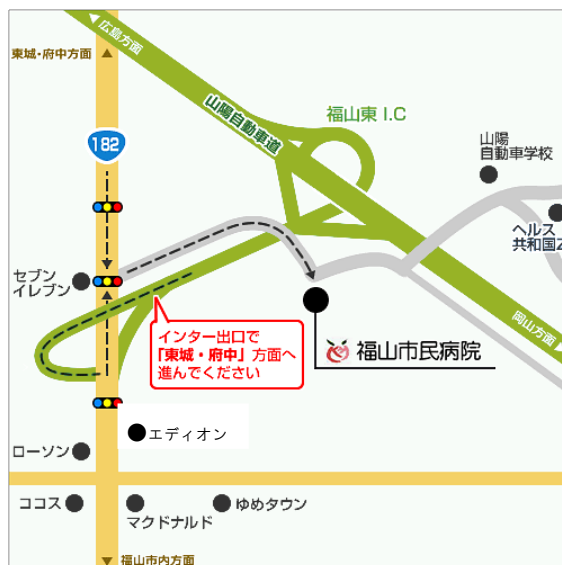 広島方面
東城・府中方面
山陽自動車道
福山東 I.C
182
山陽
自動車学校
ヘルス
共和国
セブン
イレブン
岡山方面
インター出口で
「東城・府中」方面へ
進んでください
福山市民病院
エディオン
ローソン
ココス
マクドナルド
ゆめタウン
福山市内方面